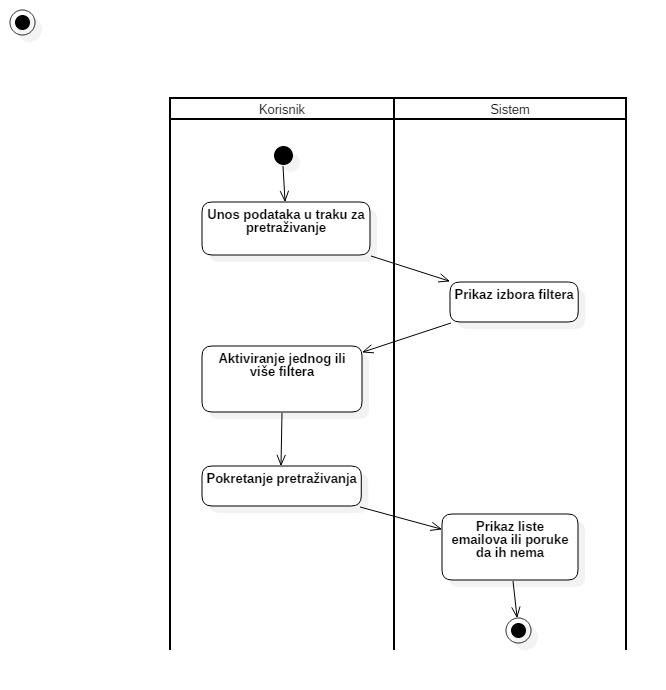 Korisnik
Sistem
Unos podataka u traku za
pretraživanje
Prikaz izbora filtera
Aktiviranje jednog ili
više filtera
Pokretanje pretraživanja
Prikaz liste
emailova ili poruke
da ih nema